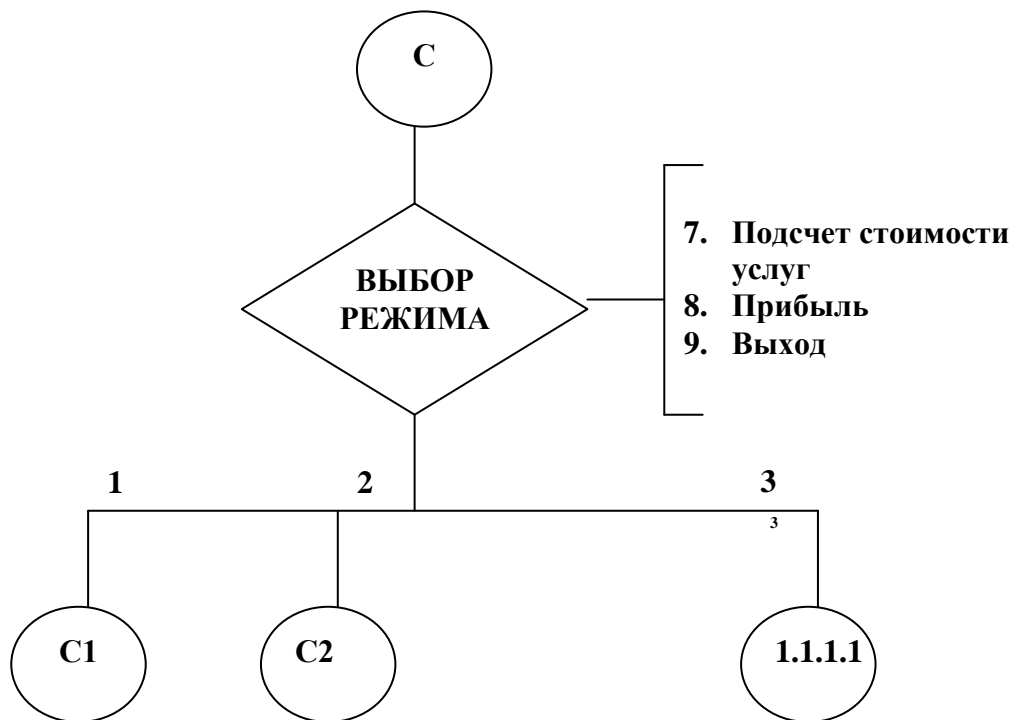 С
ВЫБОР
РЕЖИМА
7. Подсчет стоимости
услуг
8. Прибыль
9. Выход
1
2
3
3
С1
С2
1.1.1.1